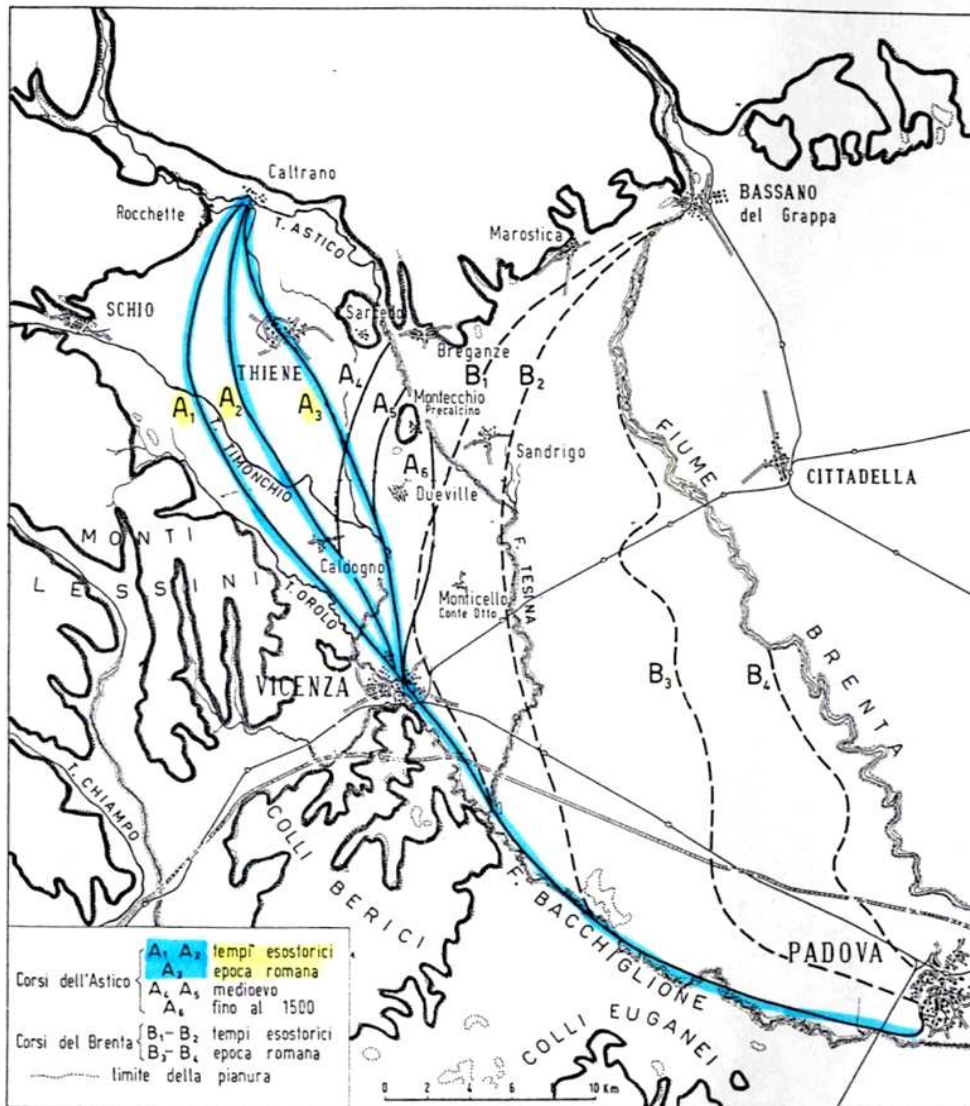 Caltrano
Rocchette
T. ASTICO
BASSANO
del Grappa
Marostica
SCHIO
Sarcedo
Breganze
THIENE
A₄
B₁
B₂
A₁
A₂
A₃
A₅
Montecchio
Precalcino
T. TIMONCHIO
Sandrigo
A₆
Dueville
FIUME
CITTADELLA
MONTI
LESSINI
Caldogno
T. OROLO
Monticello
Conte Otto
F. TESINA
VICENZA
B₃
B₄
BRENTA
T. CHIAMPO
COLLI
BERICI
F. BACCHIGLIONE
PADOVA
COLLI EUGANEI
Corsi dell'Astico
A₁ A₂ tempi esostorici
A₃ epoca romana
A₄ A₅ medioevo
A₆ fino al 1500
Corsi del Brenta
B₁-B₂ tempi esostorici
B₃-B₄ epoca romana
limite della pianura
0 2 4 6 10 Km